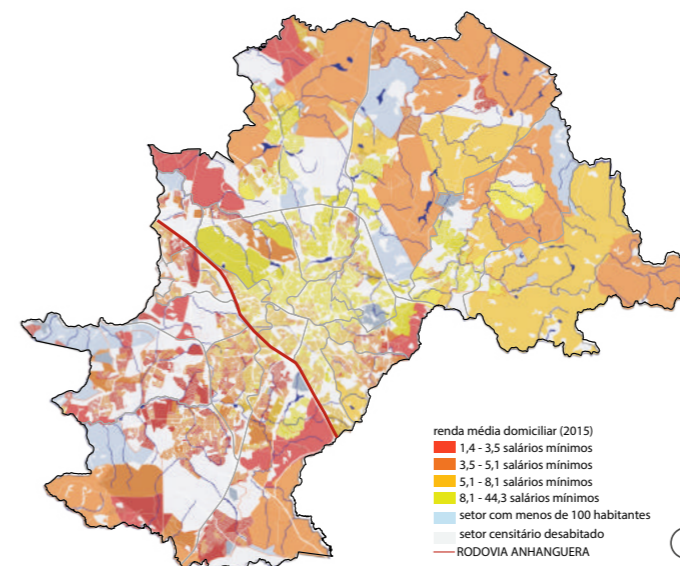 renda média domiciliar (2015)
1,4 - 3,5 salários mínimos
3,5 - 5,1 salários mínimos
5,1 - 8,1 salários mínimos
8,1 - 44,3 salários mínimos
setor com menos de 100 habitantes
setor censitário desabitado
RODOVIA ANHANGUERA